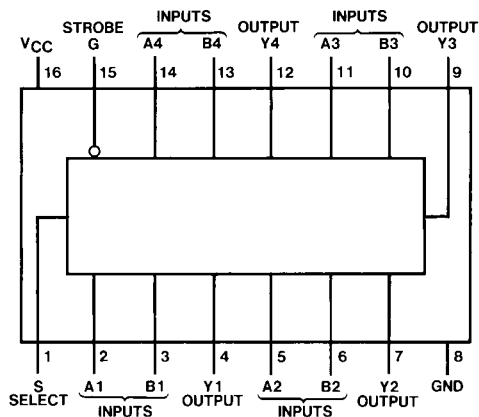 INPUTS INPUTS
STROBE OUTPUT OUTPUT
VCC G A4 B4 Y4 A3 B3 Y3
16 15 14 13 12 11 10 9
1 2 3 4 5 6 7 8
S A1 B1 Y1 A2 B2 Y2 GND
SELECT INPUTS OUTPUT INPUTS OUTPUT